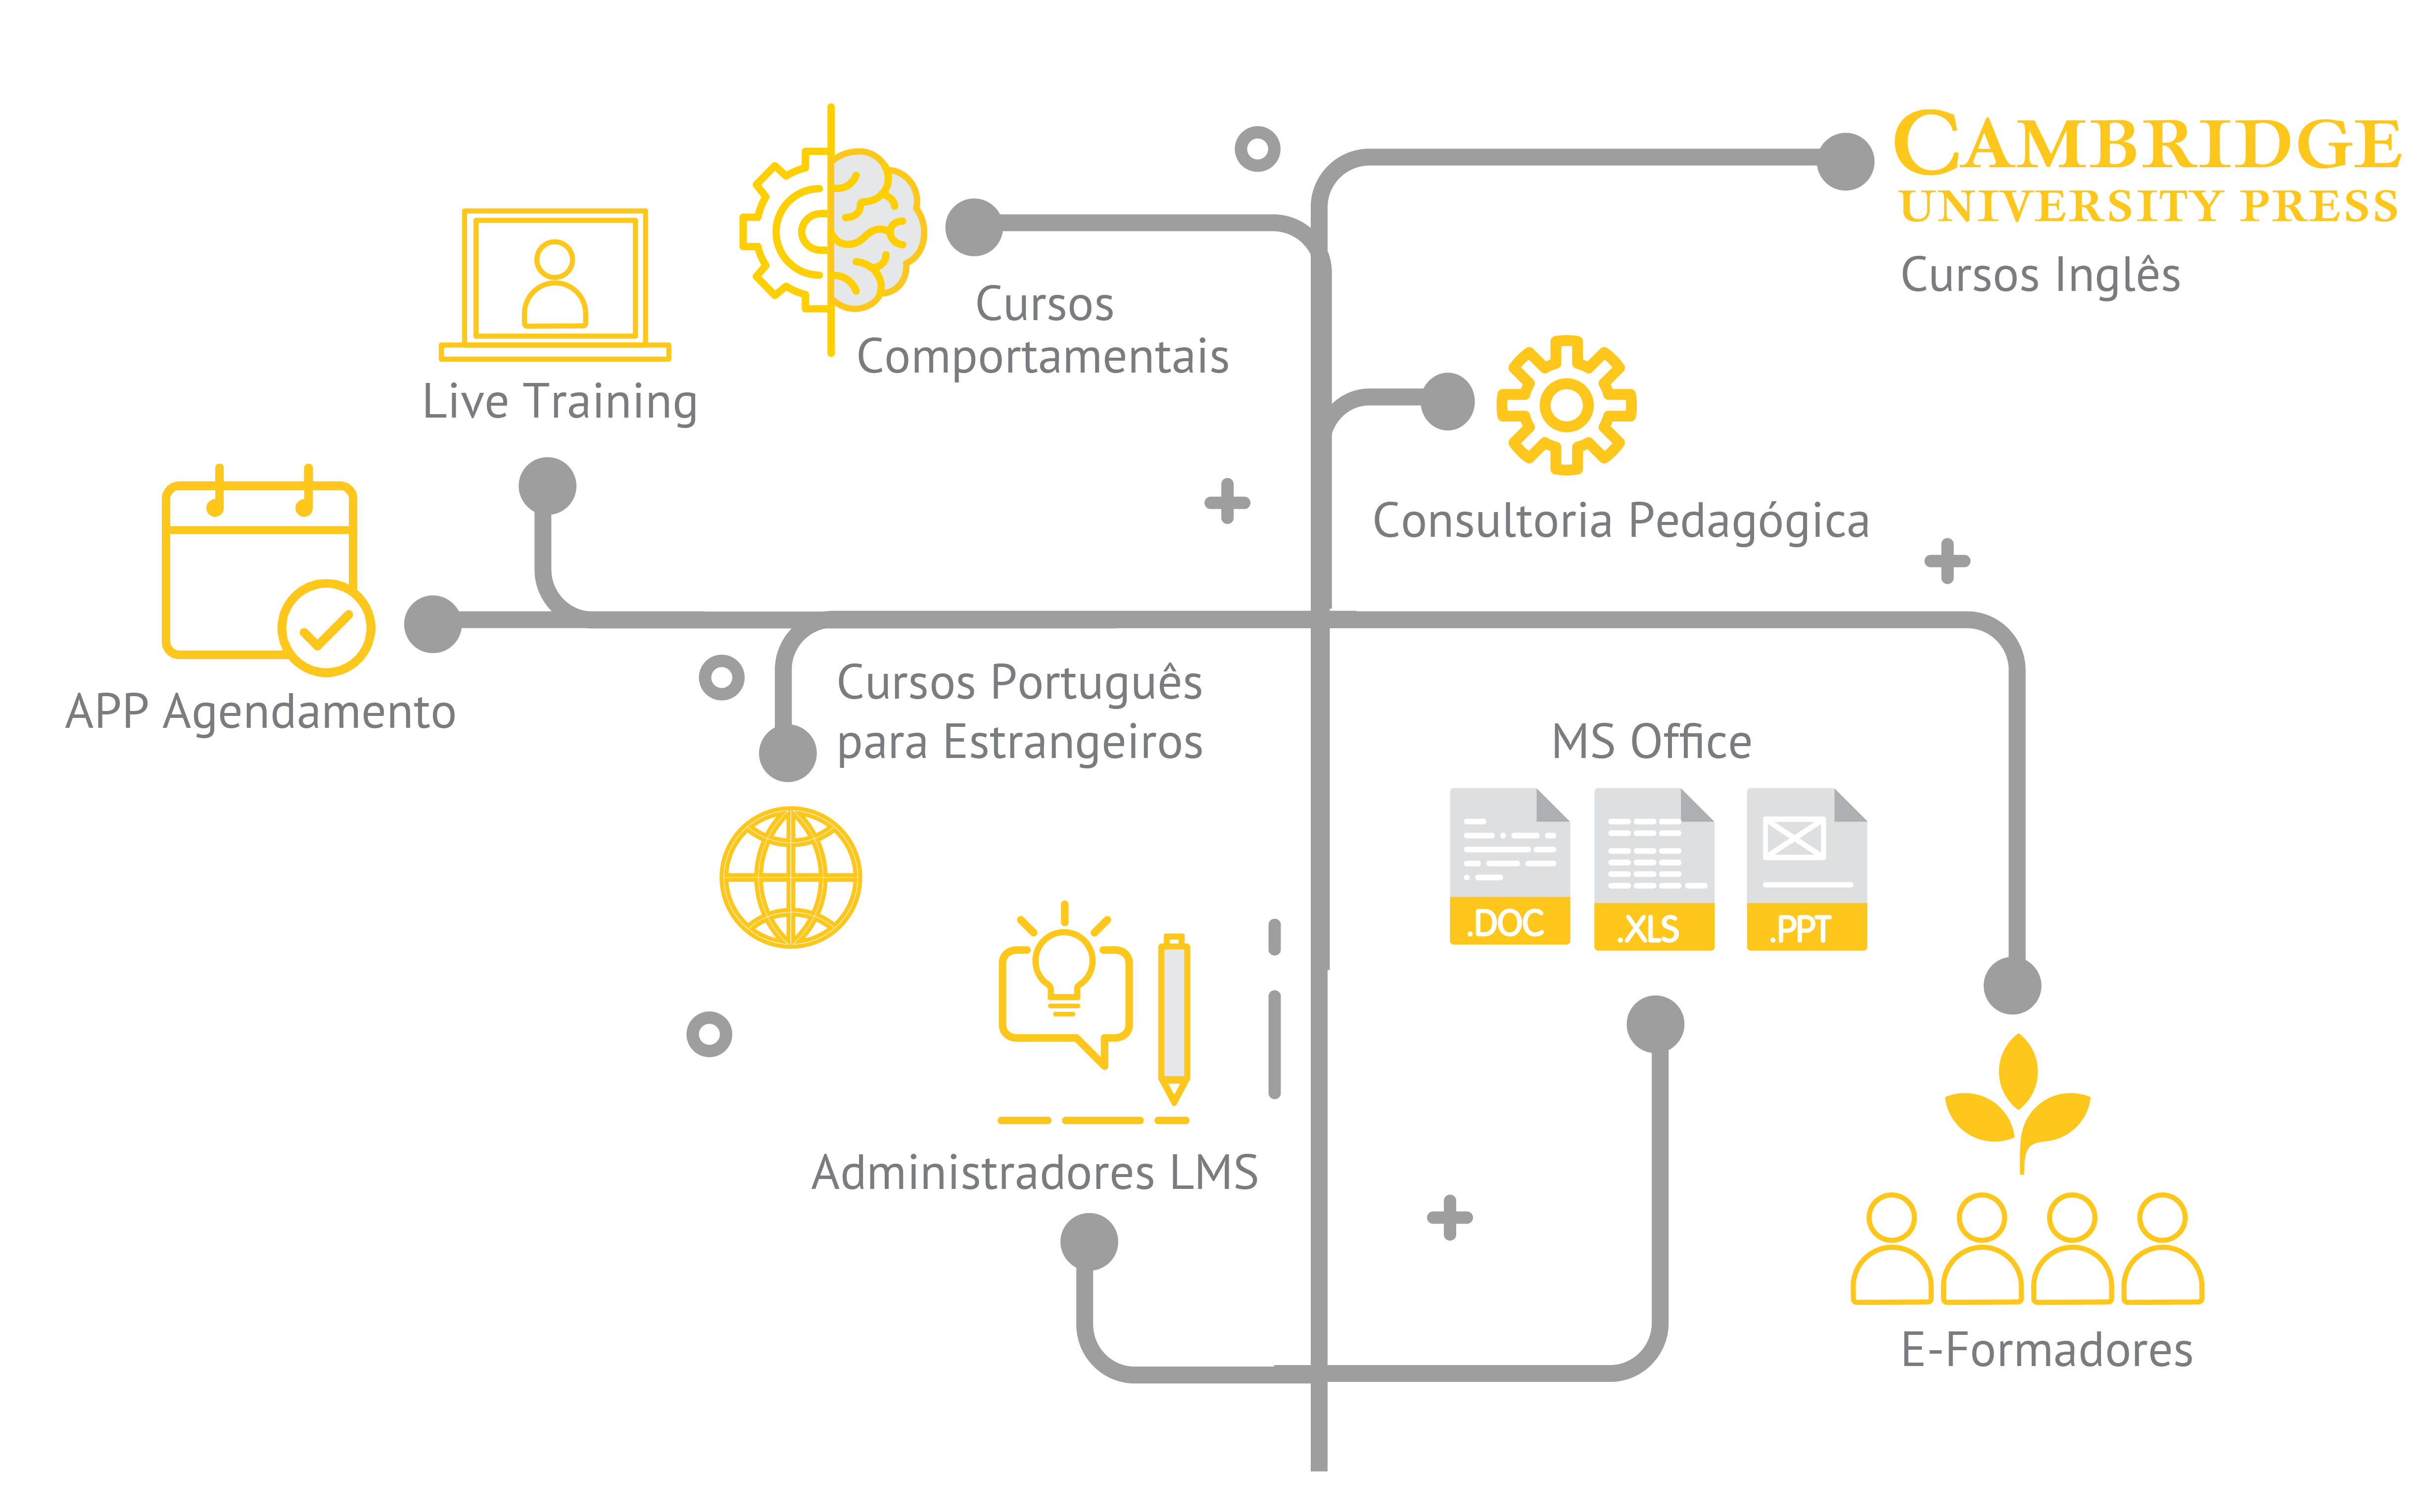 CAMBRIDGE
UNIVERSITY PRESS
Cursos Inglês
Cursos
Comportamentais
Live Training
Consultoria Pedagógica
APP Agendamento
Cursos Português
para Estrangeiros
MS Office
.DOC
.XLS
.PPT
Administradores LMS
E-Formadores